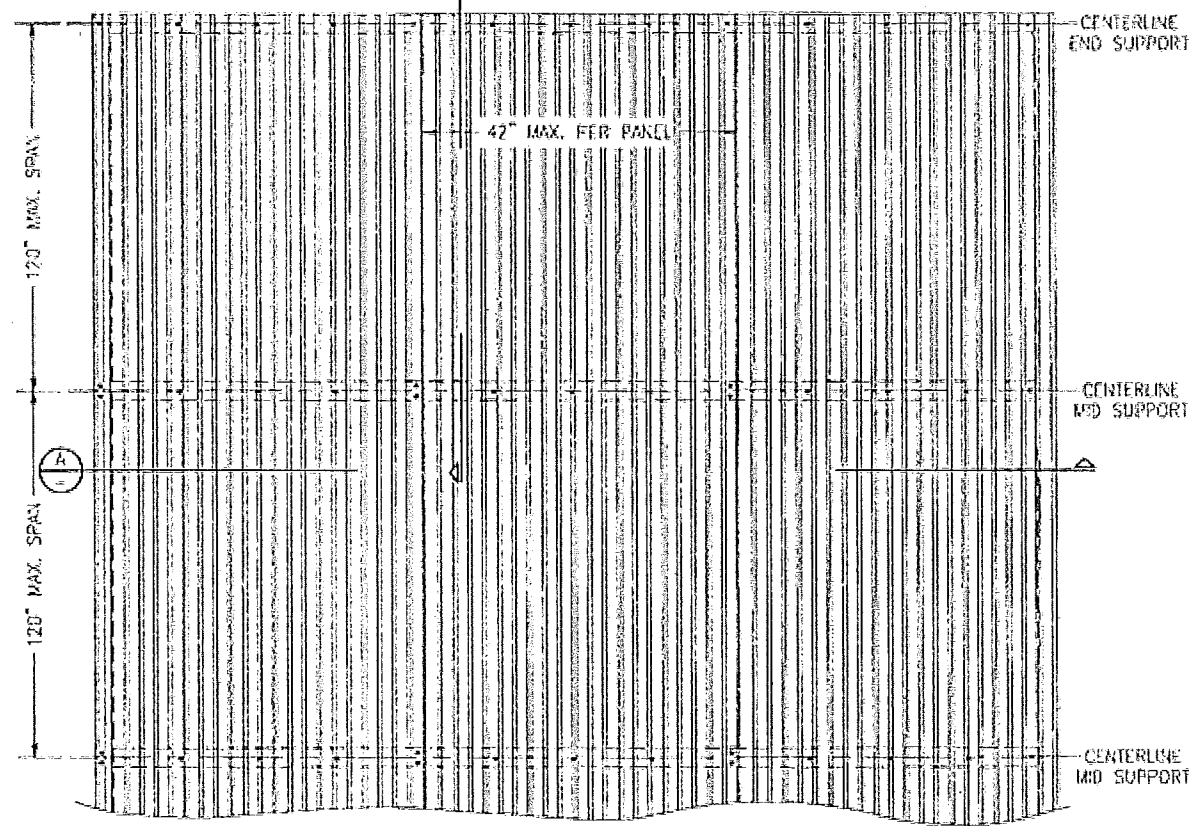 CENTERLINE
END SUPPORT
42" MAX. PER PANEL
120" MAX. SPAN
CENTERLINE
MID SUPPORT
A
-
120" MAX. SPAN
CENTERLINE
MID SUPPORT